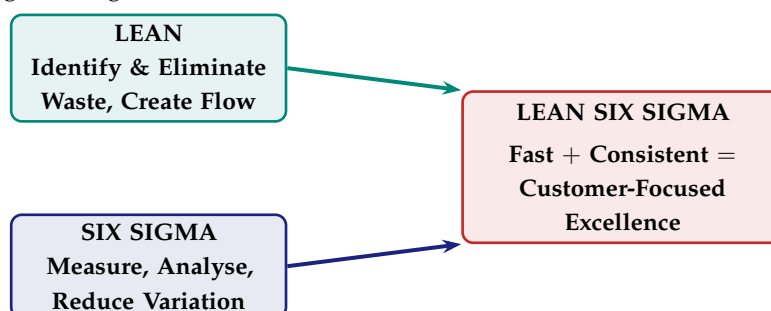 LEAN
Identify & Eliminate
Waste, Create Flow
LEAN SIX SIGMA
Fast + Consistent =
Customer-Focused
Excellence
SIX SIGMA
Measure, Analyse,
Reduce Variation